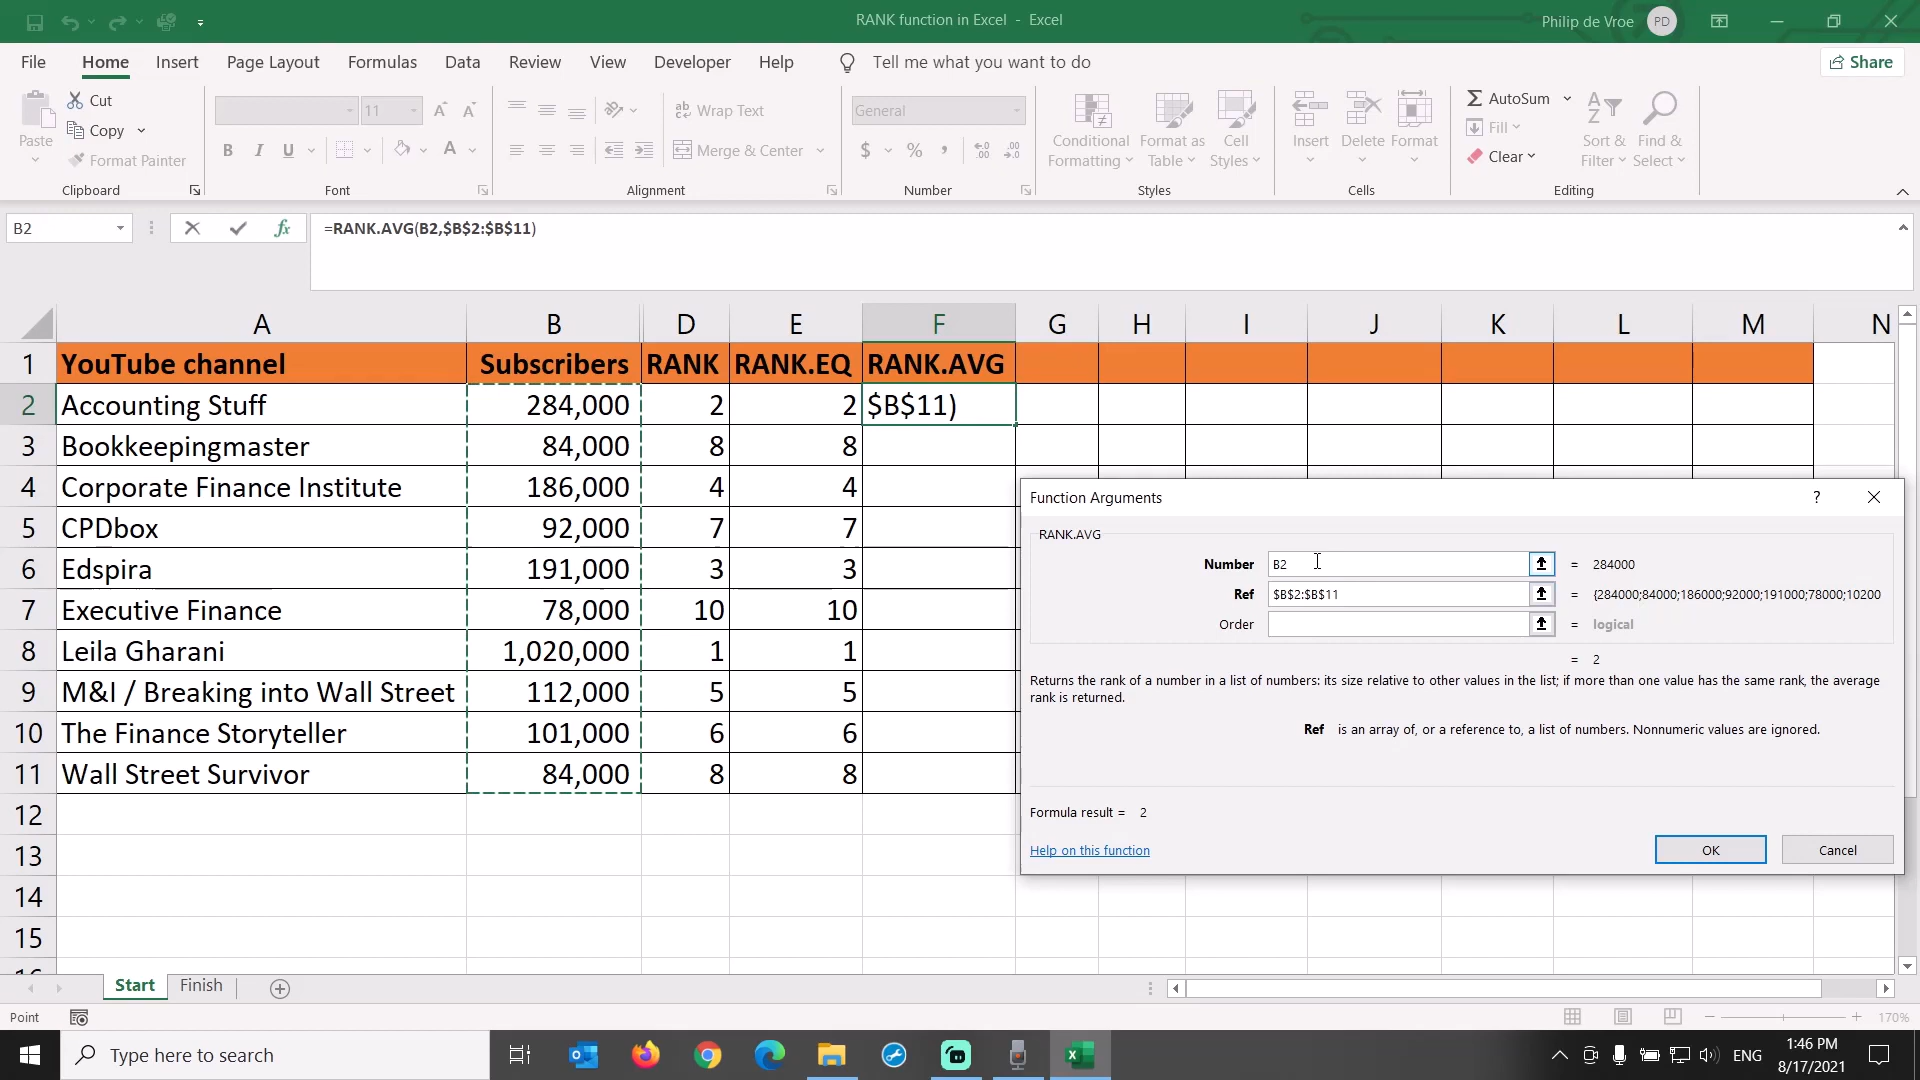 RANK function in Excel - Excel
Philip de Vroe PD
File Home Insert Page Layout Formulas Data Review View Developer Help Tell me what you want to do Share
Paste
Cut
Copy
Format Painter
Clipboard
11
B I U A
Font
Wrap Text
Merge & Center
Alignment
General
$ % ,
Number
Conditional Formatting
Format as Table
Cell Styles
Styles
Insert Delete Format
Cells
AutoSum
Fill
Clear
Sort & Filter
Find & Select
Editing
B2 fx =RANK.AVG(B2,$B$2:$B$11)
A B D E F G H I J K L M N
1 YouTube channel Subscribers RANK RANK.EQ RANK.AVG
2 Accounting Stuff 284,000 2 2 $B$11)
3 Bookkeepingmaster 84,000 8 8
4 Corporate Finance Institute 186,000 4 4
5 CPDbox 92,000 7 7
6 Edspira 191,000 3 3
7 Executive Finance 78,000 10 10
8 Leila Gharani 1,020,000 1 1
9 M&I / Breaking into Wall Street 112,000 5 5
10 The Finance Storyteller 101,000 6 6
11 Wall Street Survivor 84,000 8 8
12
13
14
15
Function Arguments ?
RANK.AVG
Number B2 = 284000
Ref $B$2:$B$11 = {284000;84000;186000;92000;191000;78000;10200
Order = logical
= 2
Returns the rank of a number in a list of numbers: its size relative to other values in the list; if more than one value has the same rank, the average
rank is returned.
Ref is an array of, or a reference to, a list of numbers. Nonnumeric values are ignored.
Formula result = 2
Help on this function OK Cancel
Start Finish
Point 170%
Type here to search
ENG
1:46 PM
8/17/2021